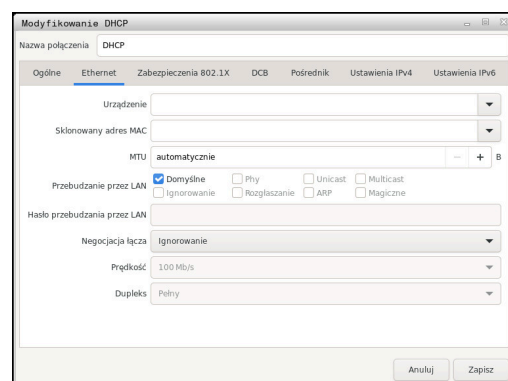 Modyfikowanie DHCP
Nazwa połączenia DHCP
Ogólne Ethernet Zabezpieczenia 802.1X DCB Pośrednik Ustawienia IPv4 Ustawienia IPv6
Urządzenie
Sklonowany adres MAC
MTU automatycznie − + B
Przebudzanie przez LAN Domyślne Phy Unicast Multicast
Ignorowanie Rozgłaszanie ARP Magiczne
Hasło przebudzania przez LAN
Negocjacja łącza Ignorowanie
Prędkość 100 Mb/s
Dupleks Pełny
Anuluj Zapisz